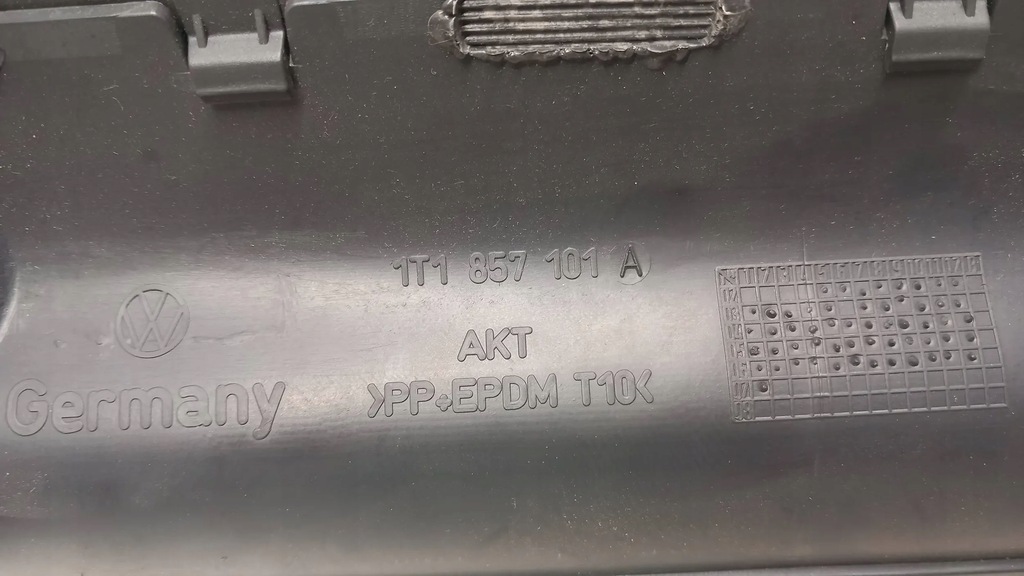 1T1 857 101 A
AKT
>PP+EPDM T10<
Germany